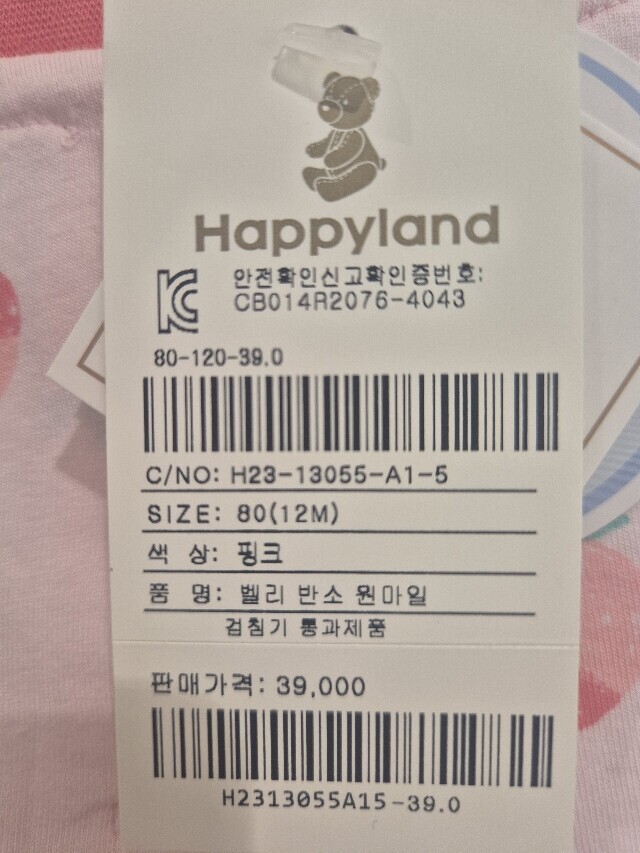 Happyland
안전확인신고확인증번호:
CB014R2076-4043
80-120-39.0
C/NO: H23-13055-A1-5
SIZE: 80(12M)
색 상: 핑크
품 명: 벨리 반소 원마일
검침기 통과제품
판매가격: 39,000
H2313055A15-39.0